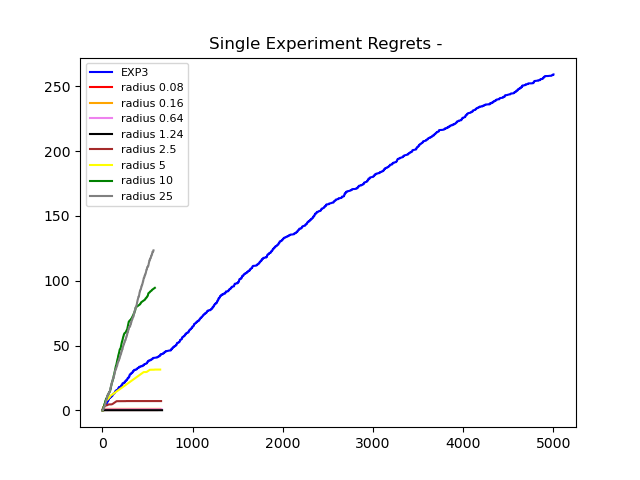 Single Experiment Regrets -
EXP3
radius 0.08
radius 0.16
radius 0.64
radius 1.24
radius 2.5
radius 5
radius 10
radius 25
250
200
150
100
50
0
0 1000 2000 3000 4000 5000